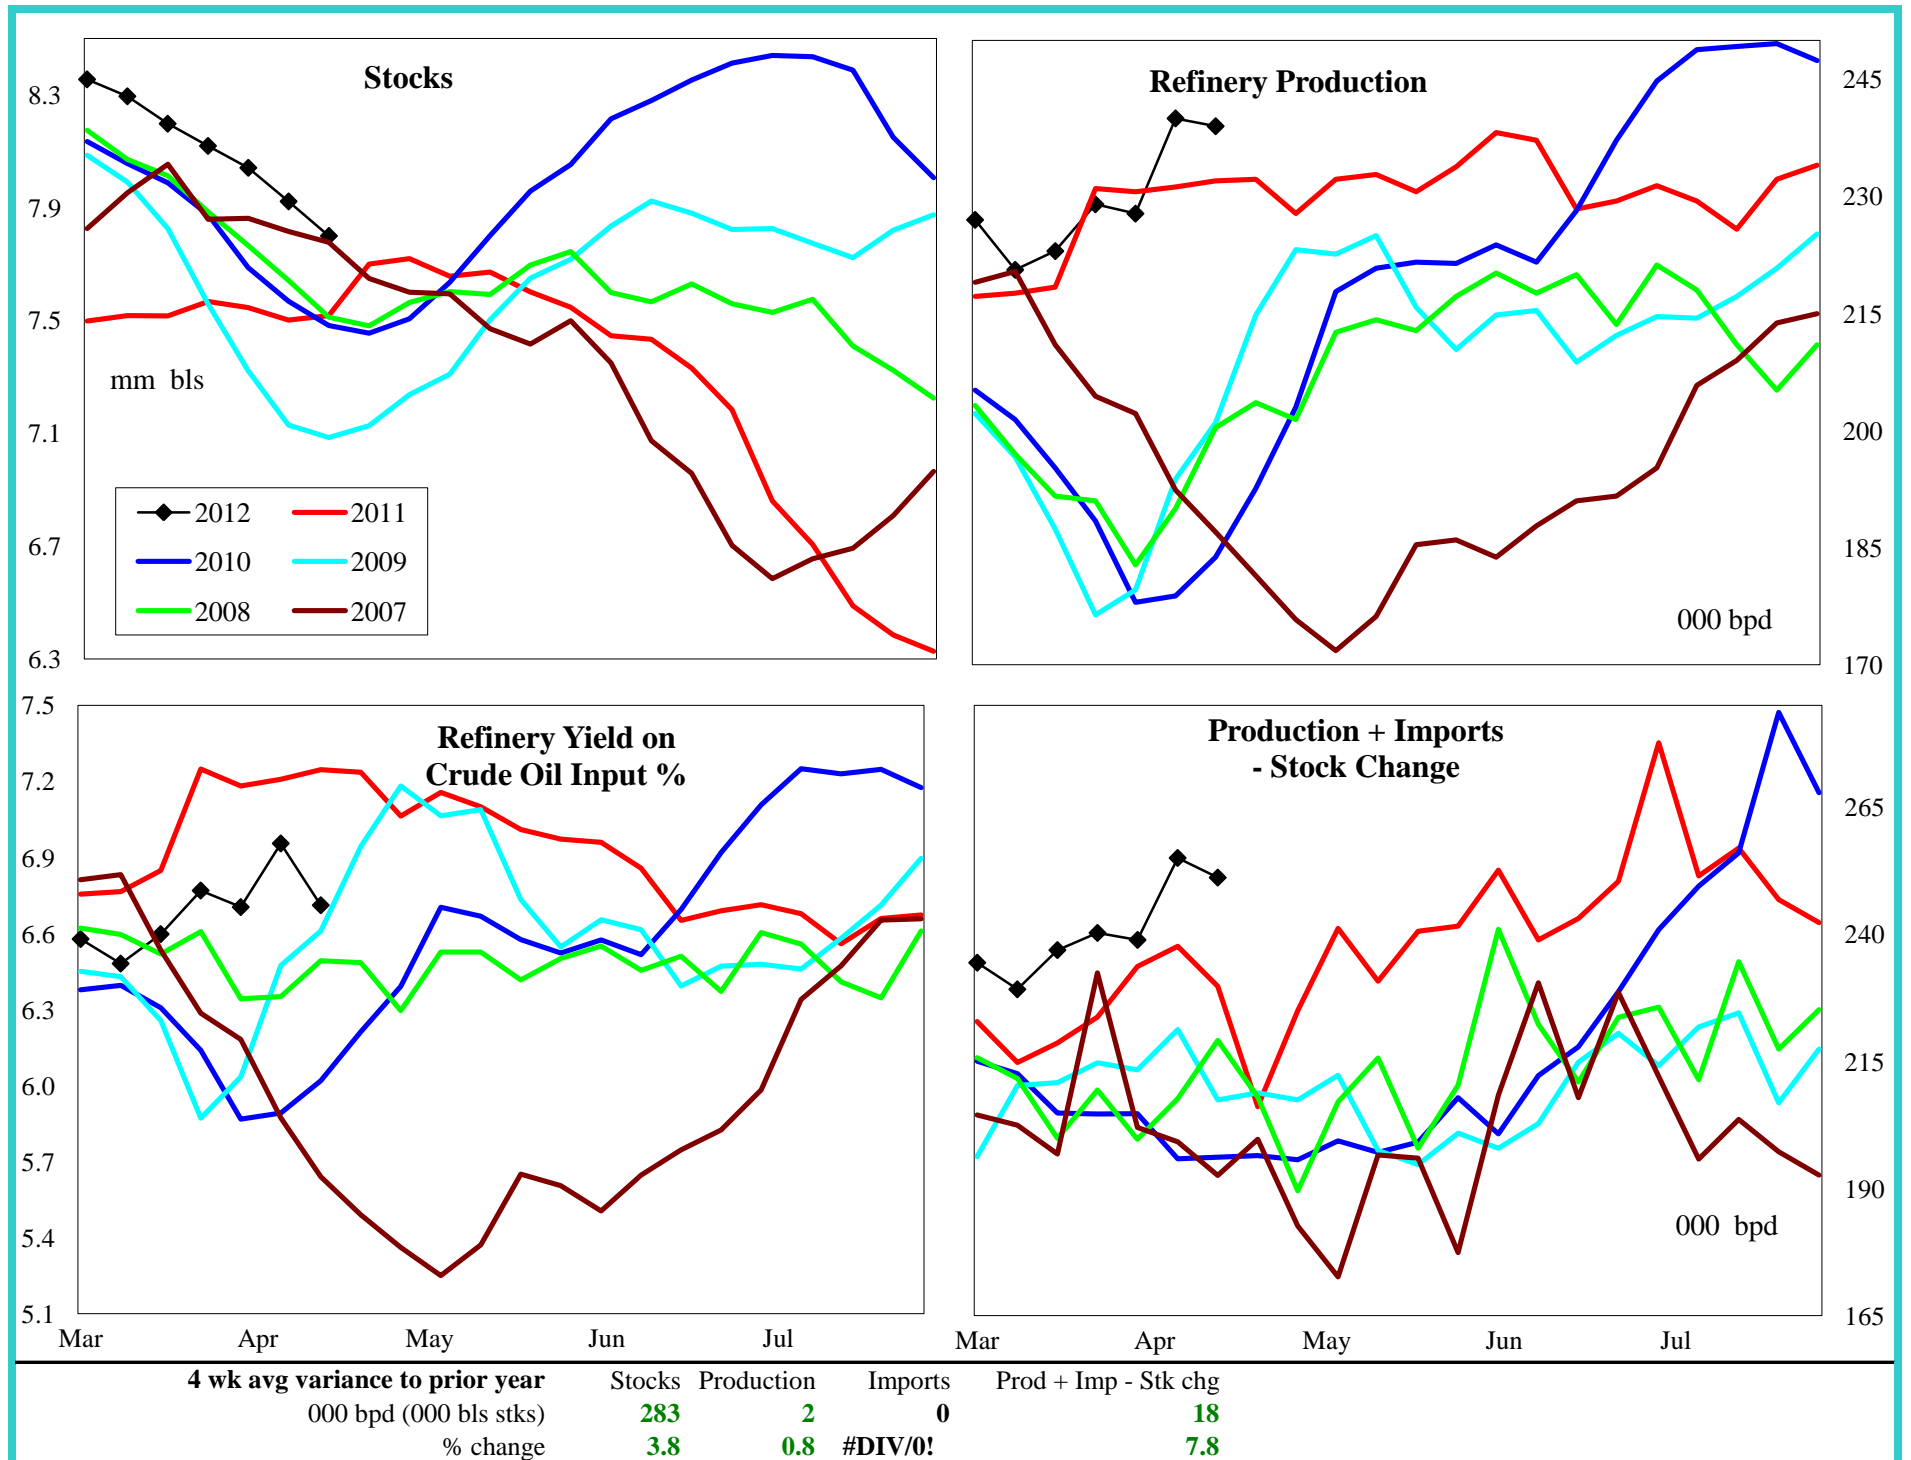 Stocks
8.3
7.9
7.5
7.1
6.7
6.3
mm bls
2012 2011
2010 2009
2008 2007
Refinery Production
245
230
215
200
185
170
000 bpd
Refinery Yield on
Crude Oil Input %
7.5
7.2
6.9
6.6
6.3
6.0
5.7
5.4
5.1
Mar Apr May Jun Jul
Production + Imports
- Stock Change
265
240
215
190
165
000 bpd
Mar Apr May Jun Jul
4 wk avg variance to prior year Stocks Production Imports Prod + Imp - Stk chg
000 bpd (000 bls stks) 283 2 0 18
% change 3.8 0.8 #DIV/0! 7.8